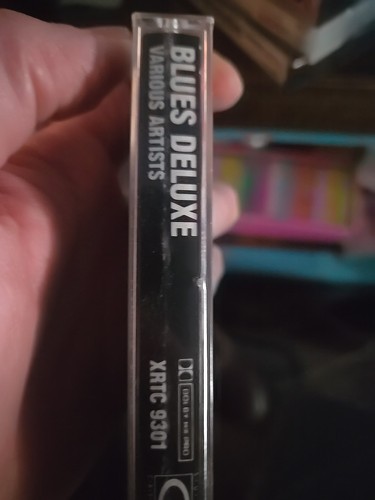 BLUES DELUXE
VARIOUS ARTISTS
XRTC 9301